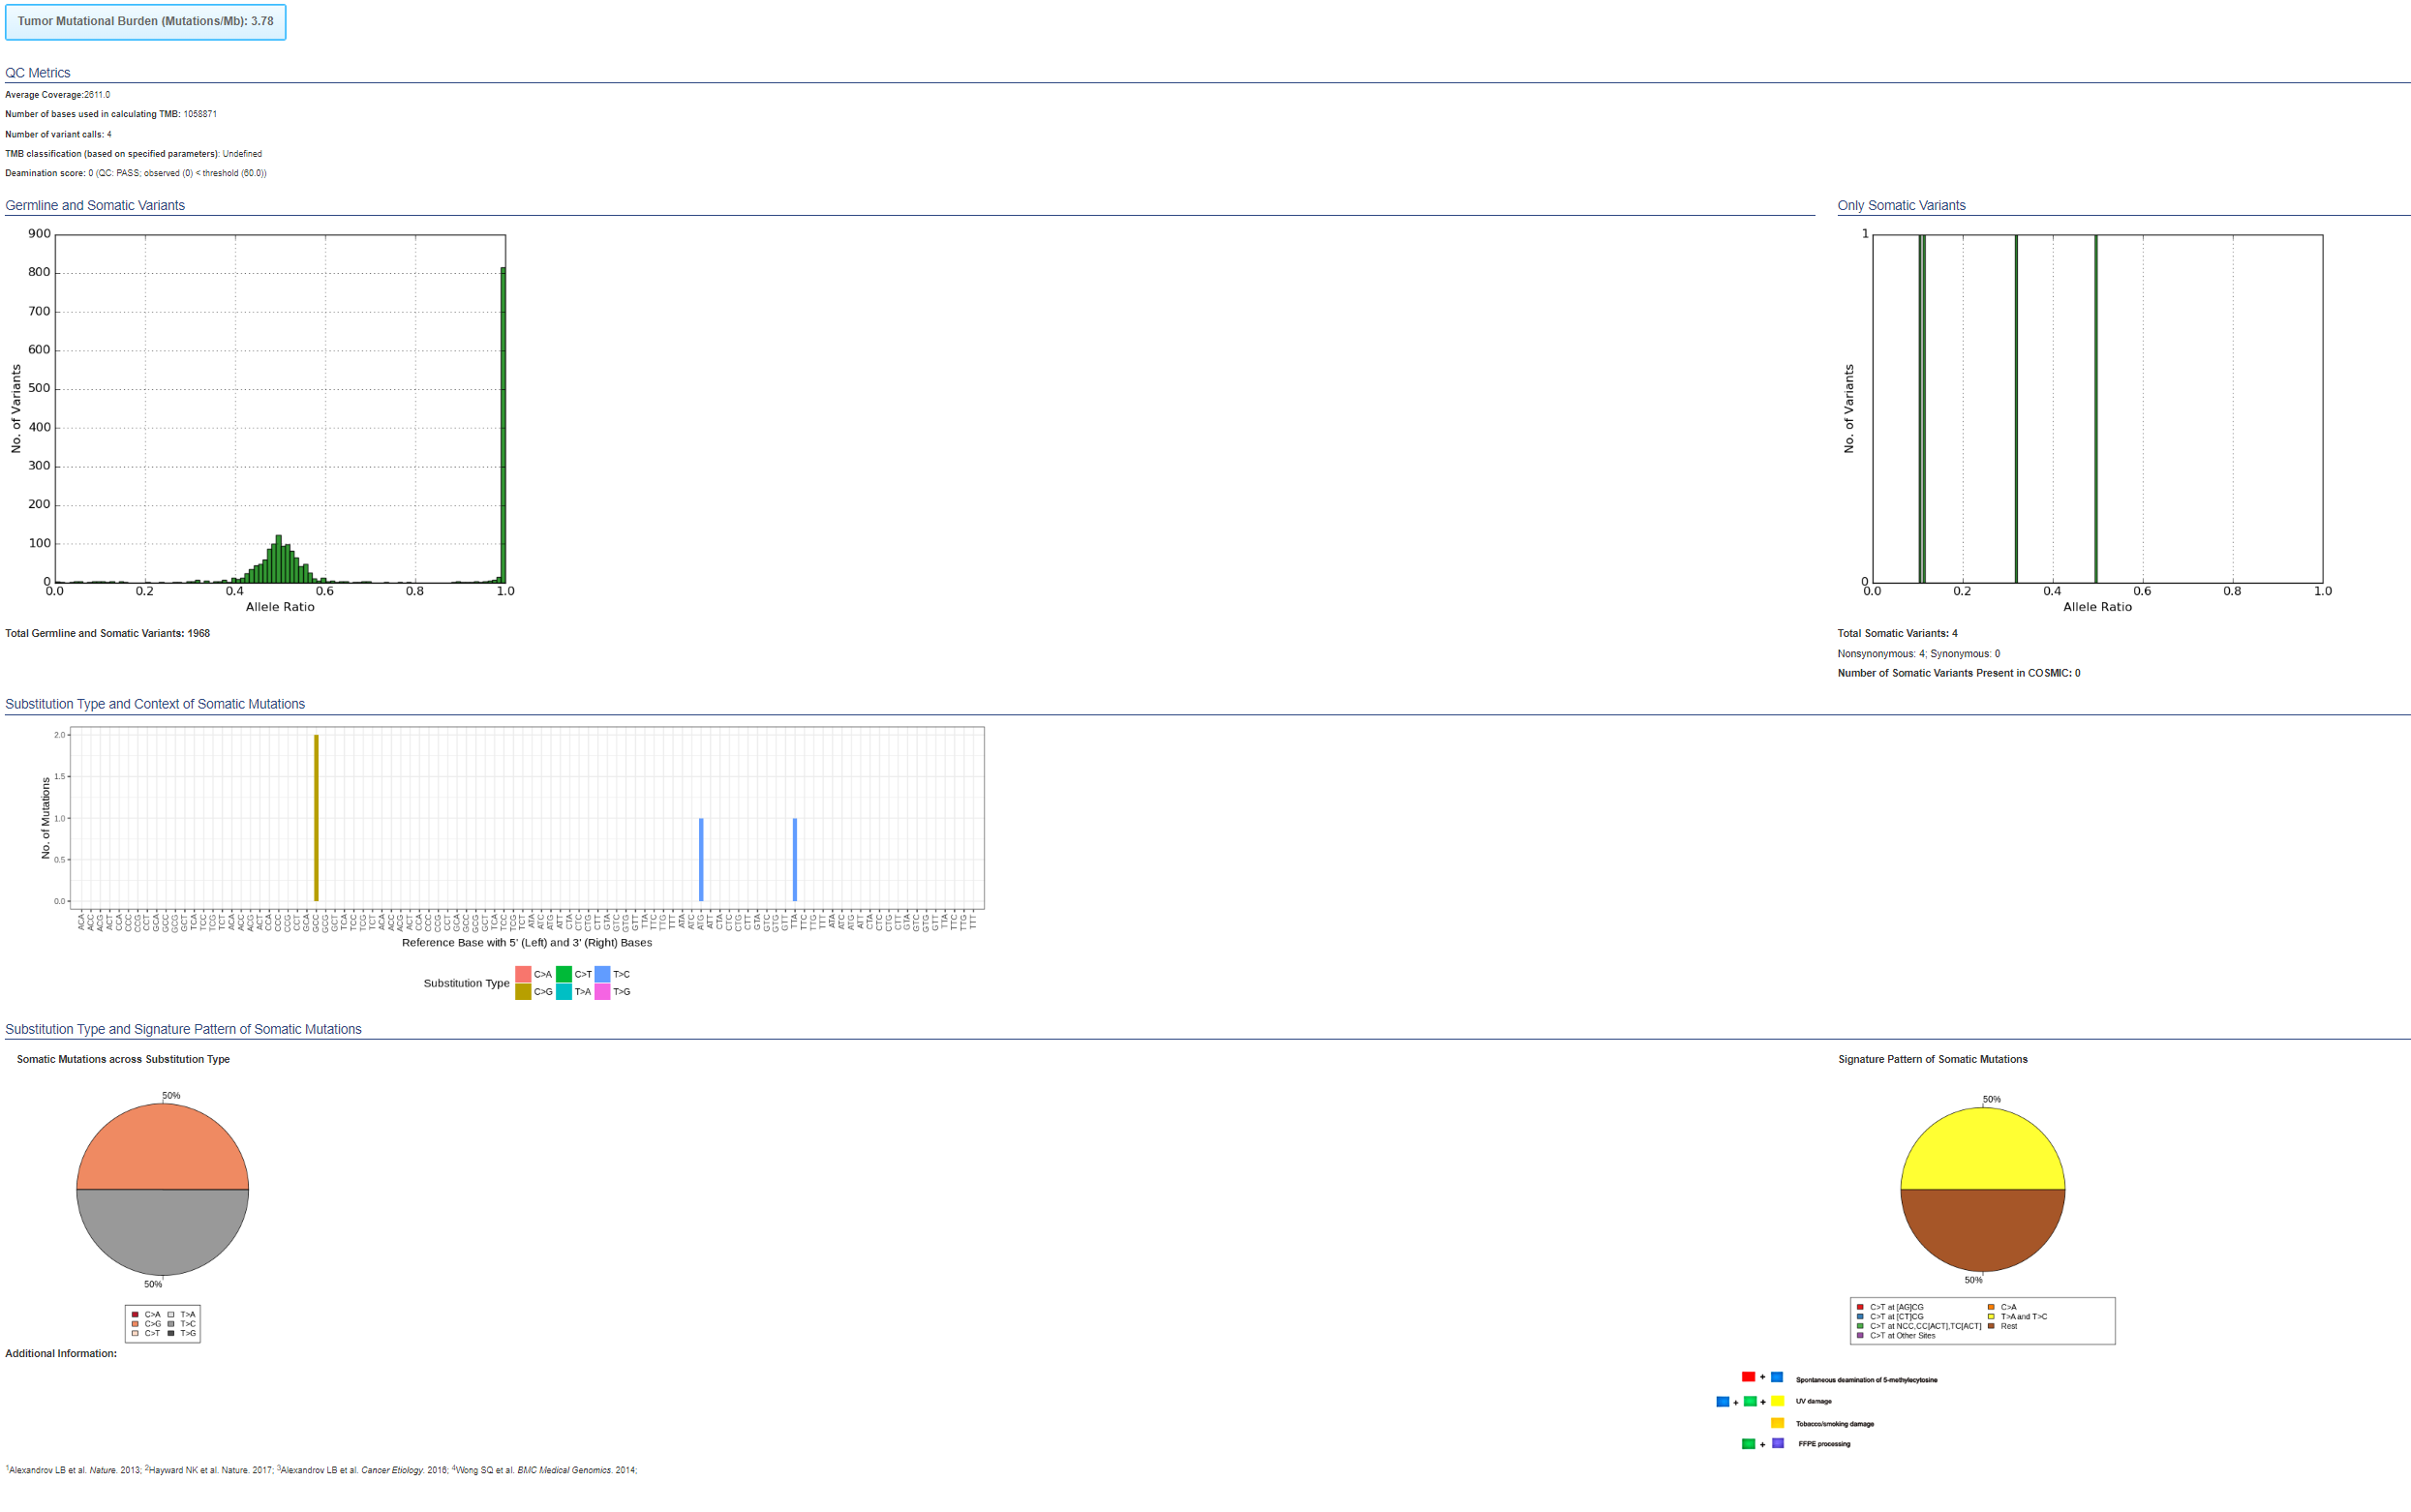 Tumor Mutational Burden (Mutations/Mb): 3.78
QC Metrics
Average Coverage:2611.0
Number of bases used in calculating TMB: 1058871
Number of variant calls: 4
TMB classification (based on specified parameters): Undefined
Deamination score: 0 (QC: PASS; observed (0) < threshold (60.0))
Germline and Somatic Variants
900
800
700
600
500
400
300
200
100
0
No. of Variants
0.0 0.2 0.4 0.6 0.8 1.0
Allele Ratio
Total Germline and Somatic Variants: 1968
Only Somatic Variants
1
0
No. of Variants
0.0 0.2 0.4 0.6 0.8 1.0
Allele Ratio
Total Somatic Variants: 4
Nonsynonymous: 4; Synonymous: 0
Number of Somatic Variants Present in COSMIC: 0
Substitution Type and Context of Somatic Mutations
2.0
1.5
1.0
0.5
0.0
No. of Mutations
ACA ACC ACG ACT CCA CCC CCG CCT GCA GCC GCG GCT TCA TCC TCG TCT ACA ACC ACG ACT CCA CCC CCG CCT GCA GCC GCG GCT TCA TCC TCG TCT ACA ACC ACG ACT CCA CCC CCG CCT GCA GCC GCG GCT TCA TCC TCG TCT ATA ATC ATG ATT CTA CTC CTG CTT GTA GTC GTG GTT TTA TTC TTG TTT ATA ATC ATG ATT CTA CTC CTG CTT GTA GTC GTG GTT TTA TTC TTG TTT ATA ATC ATG ATT CTA CTC CTG CTT GTA GTC GTG GTT TTA TTC TTG TTT
Reference Base with 5' (Left) and 3' (Right) Bases
Substitution Type
C>A C>T T>C
C>G T>A T>G
Substitution Type and Signature Pattern of Somatic Mutations
Somatic Mutations across Substitution Type
50%
50%
C>A T>A
C>G T>C
C>T T>G
Signature Pattern of Somatic Mutations
50%
50%
C>T at [AG]CG C>A
C>T at [CT]CG T>A and T>C
C>T at NCC,CC[ACT],TC[ACT] Rest
C>T at Other Sites
Additional Information:
+ Spontaneous deamination of 5-methylecytosine
+ + UV damage
Tobacco/smoking damage
+ FFPE processing
1Alexandrov LB et al. Nature. 2013; 2Hayward NK et al. Nature. 2017; 3Alexandrov LB et al. Cancer Etiology. 2016; 4Wong SQ et al. BMC Medical Genomics. 2014;